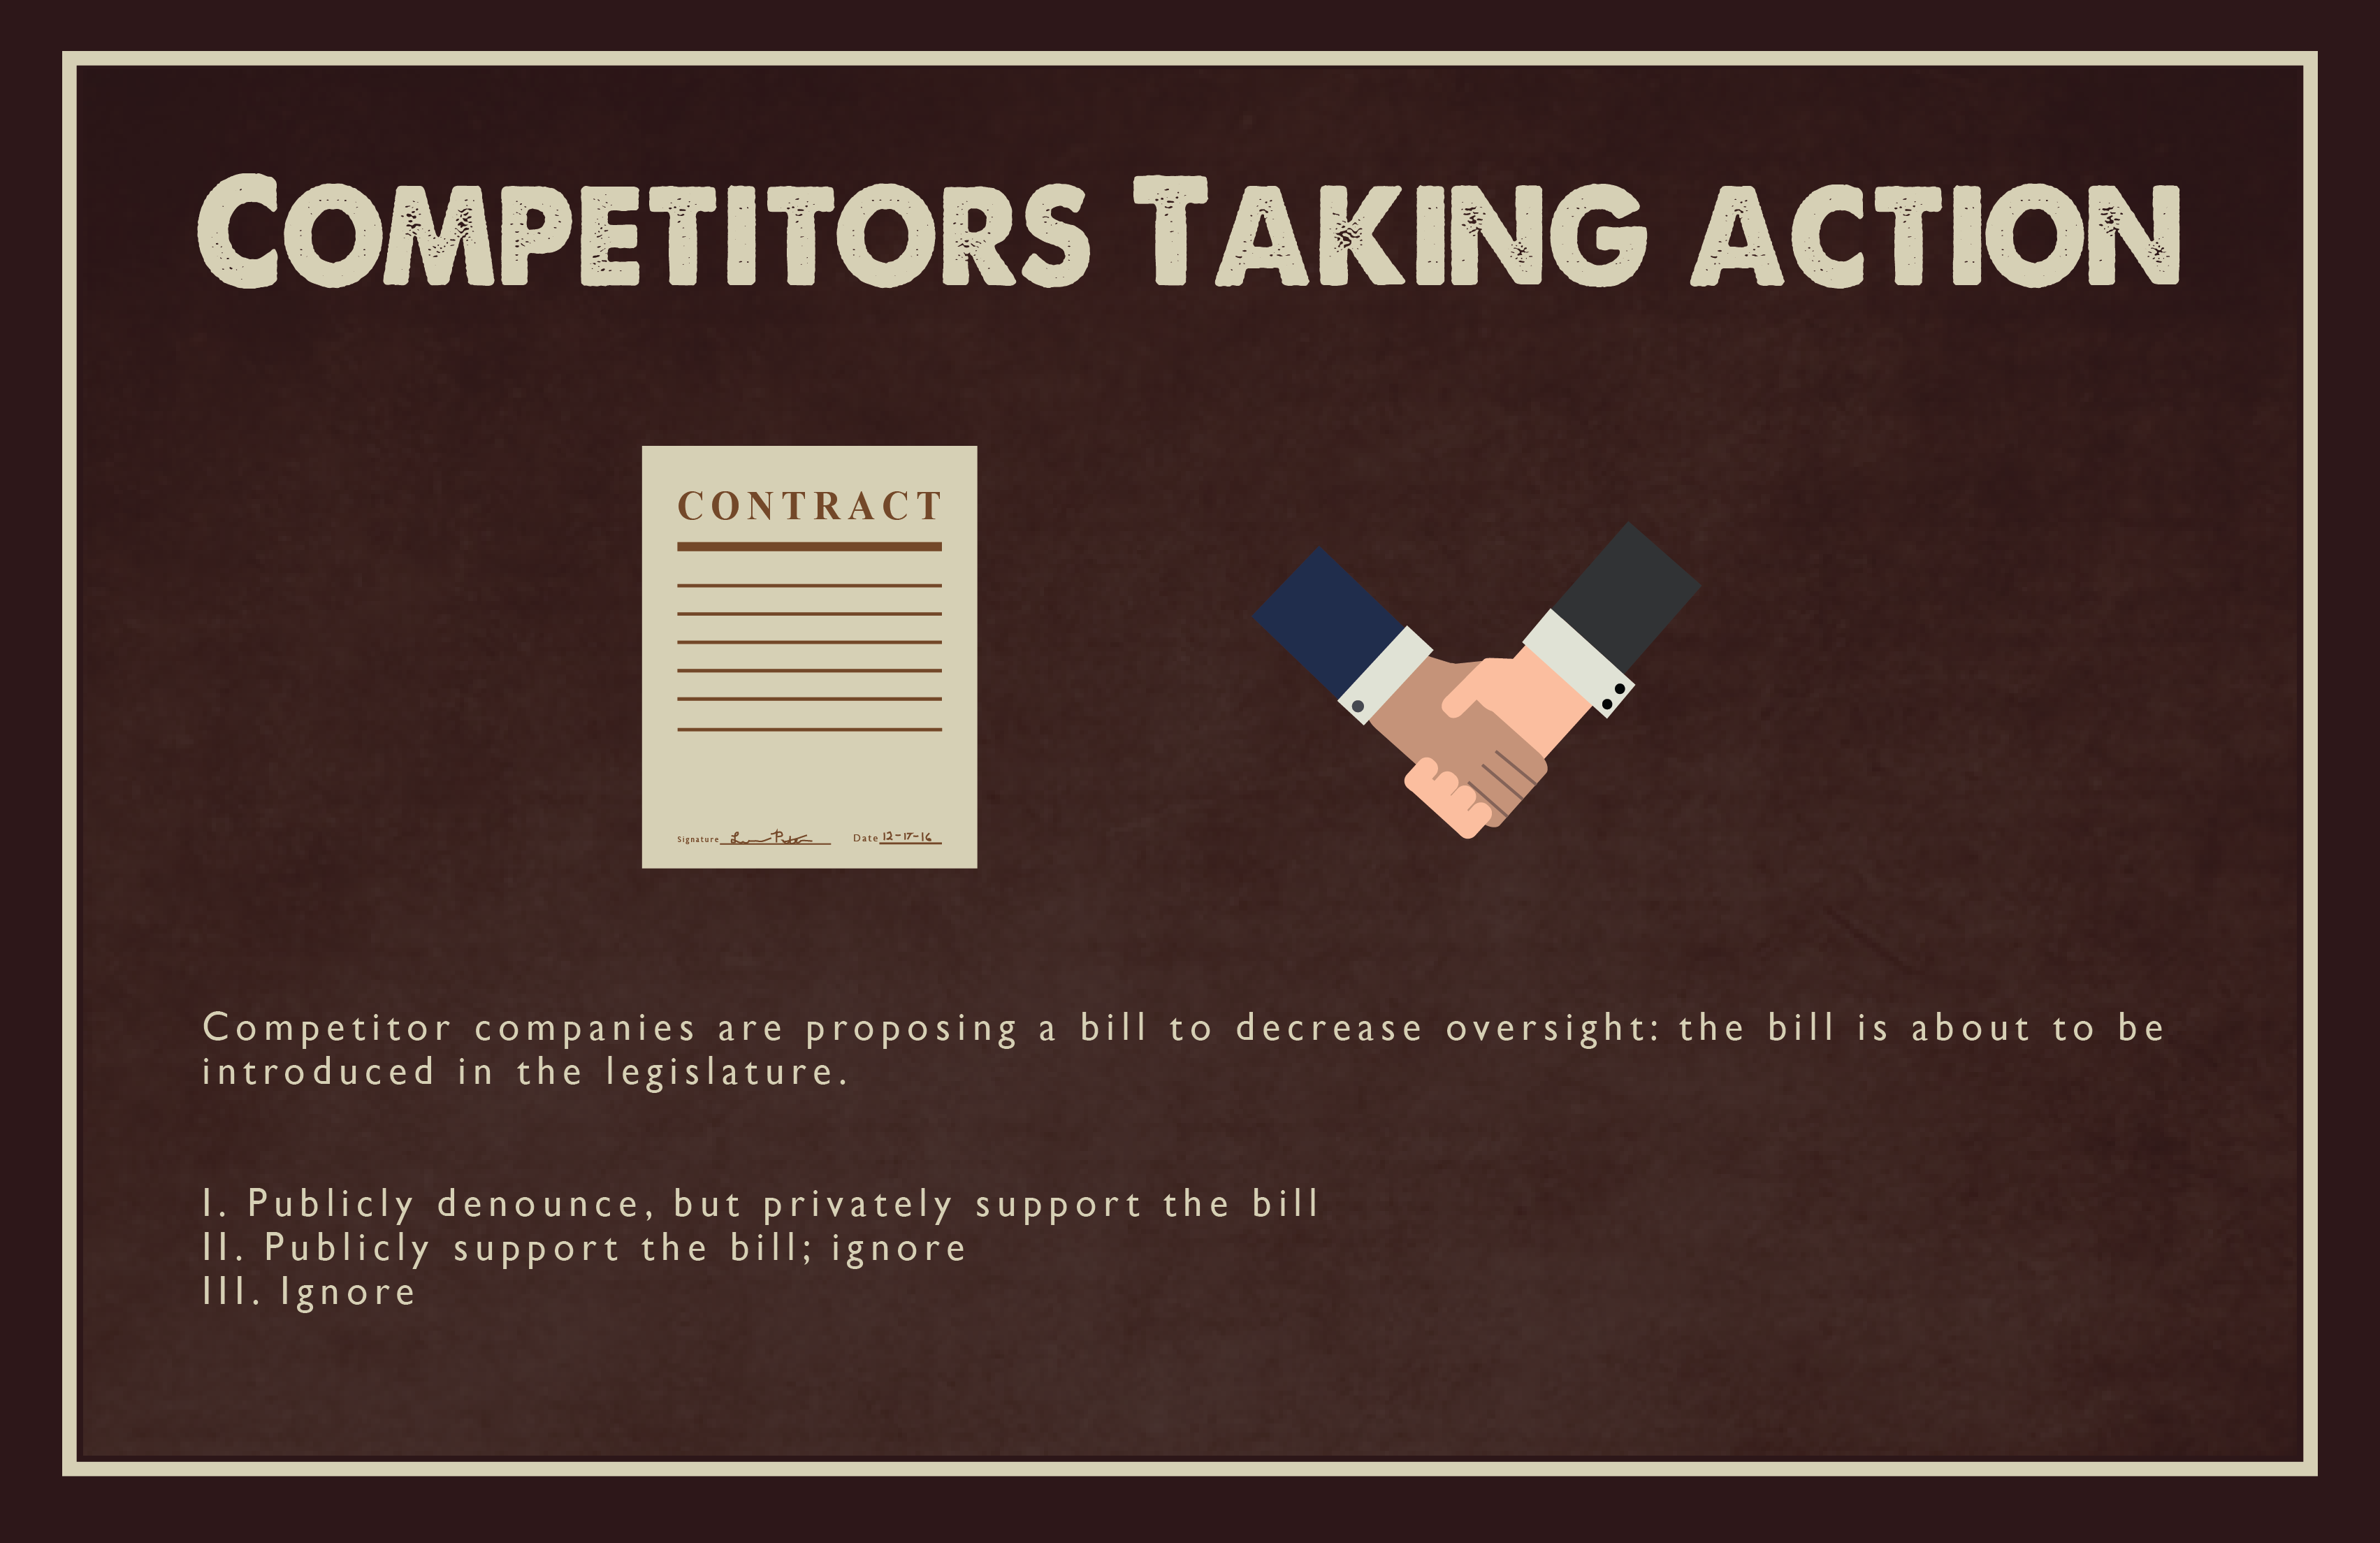 Competitors Taking Action
CONTRACT
Signature Date 12-17-16
Competitor companies are proposing a bill to decrease oversight: the bill is about to be
introduced in the legislature.
I. Publicly denounce, but privately support the bill
II. Publicly support the bill; ignore
III. Ignore